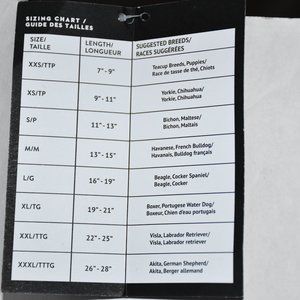 SIZING CHART /
GUIDE DES TAILLES
SIZE/ LENGTH/ SUGGESTED BREEDS/
TAILLE LONGUEUR RACES SUGGÉRÉES
XXS/TTP 7" - 9" Teacup Breeds, Puppies/
Race de tasse de thé, Chiots
XS/TP 9" - 11" Yorkie, Chihuahua/
Yorkie, Chihuahua
S/P 11" - 13" Bichon, Maltese/
Bichon, Maltais
M/M 13" - 15" Havanese, French Bulldog/
Havanais, Bulldog français
L/G 16" - 19" Beagle, Cocker Spaniel/
Beagle, Cocker
XL/TG 19" - 21" Boxer, Portugese Water Dog/
Boxeur, Chien d'eau portugais
XXL/TTG 22" - 25" Visla, Labrador Retriever/
Visla, Labrador retriever
XXXL/TTTG 26" - 28" Akita, German Shepherd/
Akita, Berger allemand